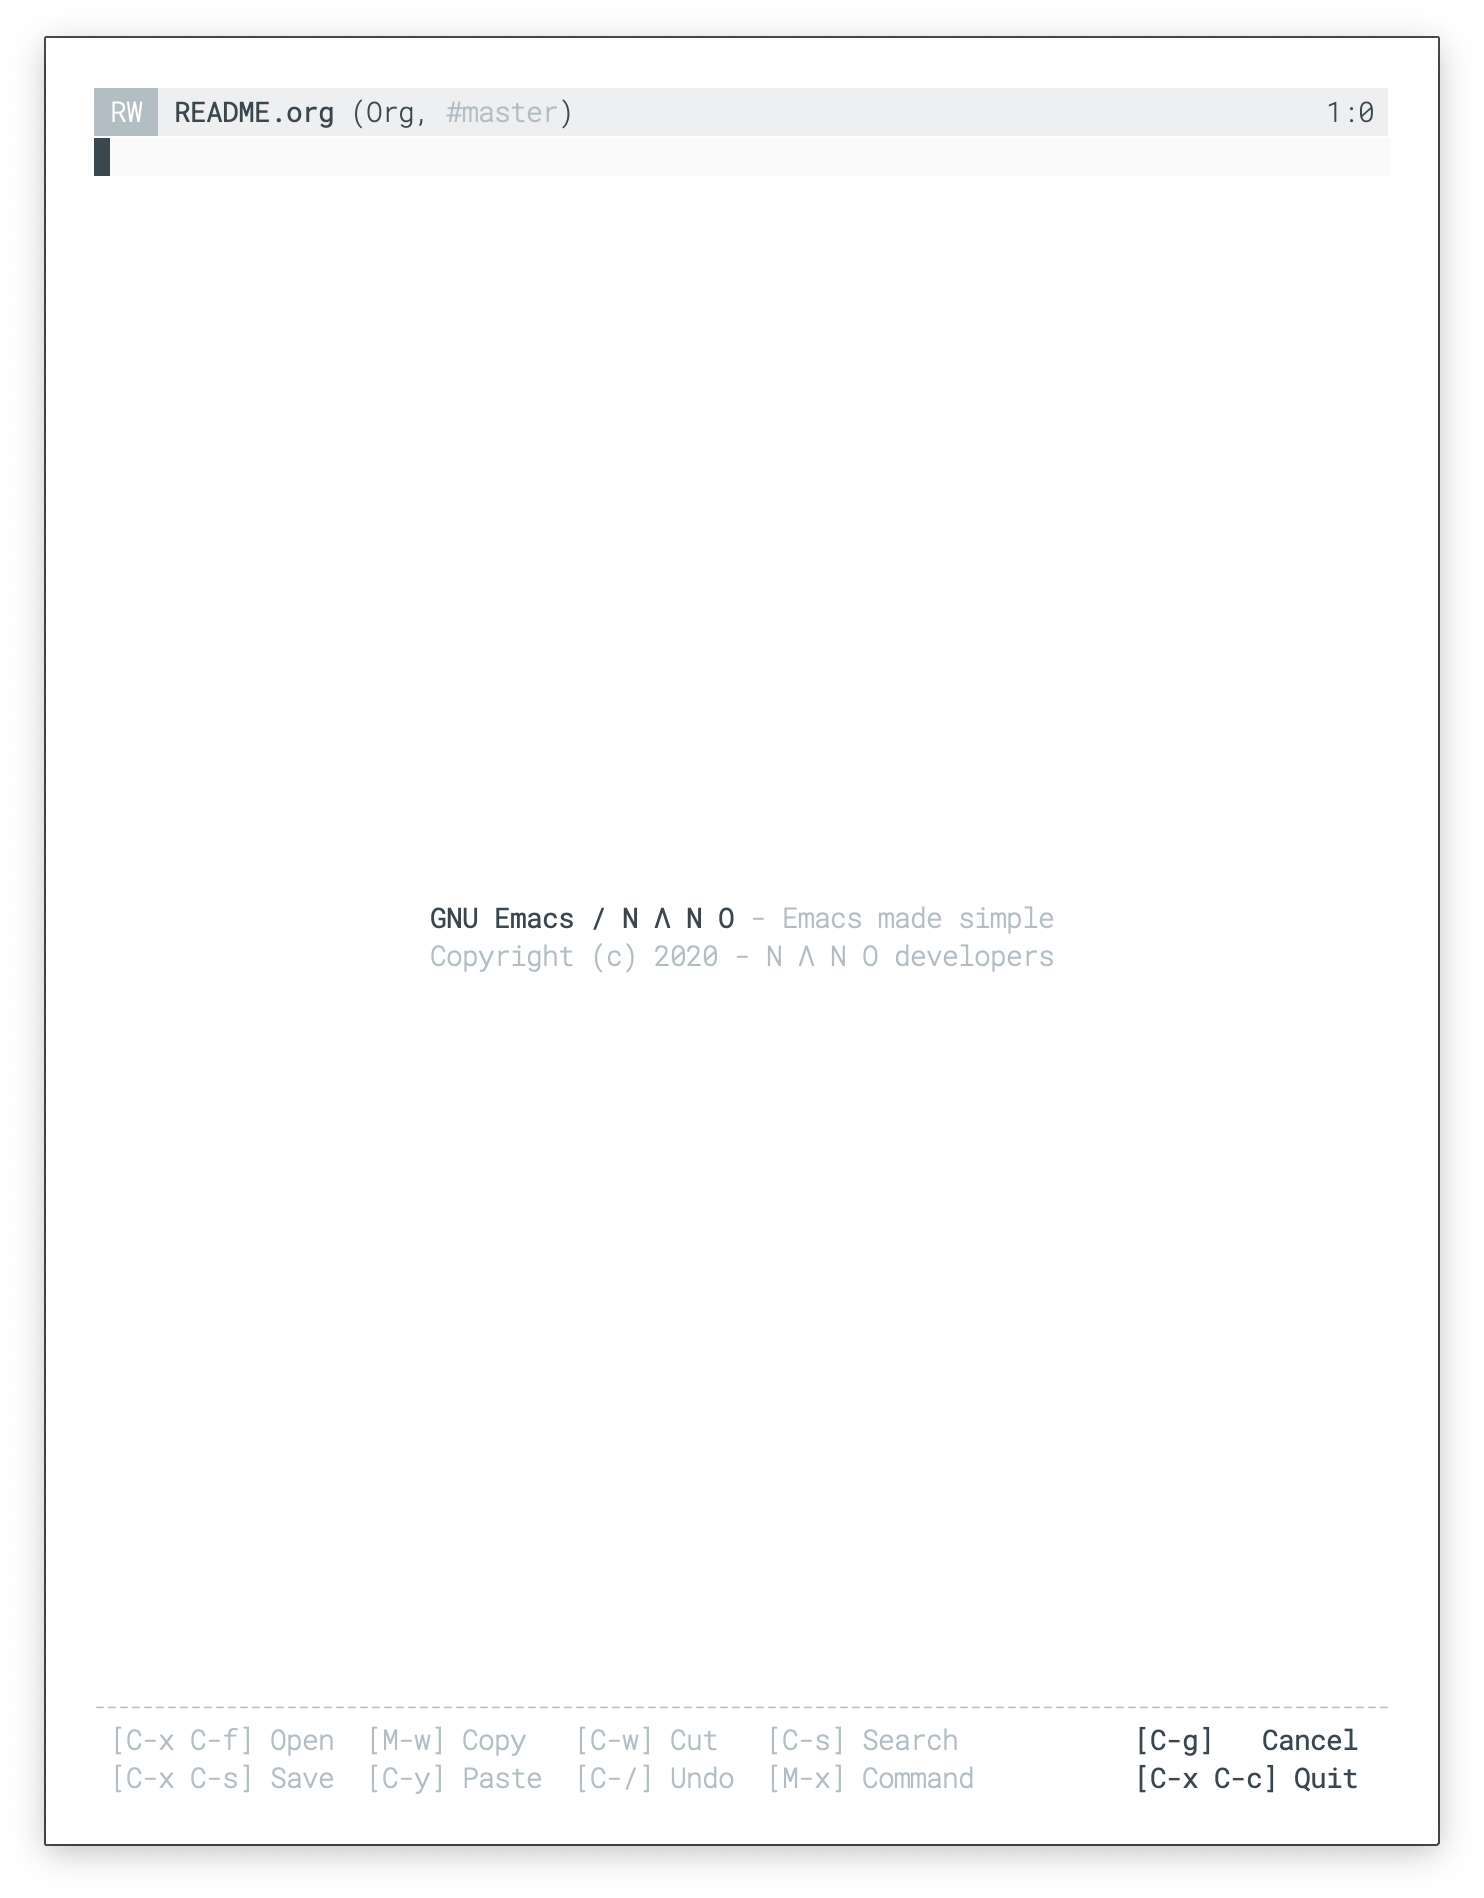 RW README.org (Org, #master) 1:0
GNU Emacs / N Λ N O - Emacs made simple
Copyright (c) 2020 - N Λ N O developers
[C-x C-f] Open [M-w] Copy [C-w] Cut [C-s] Search [C-g] Cancel
[C-x C-s] Save [C-y] Paste [C-/] Undo [M-x] Command [C-x C-c] Quit